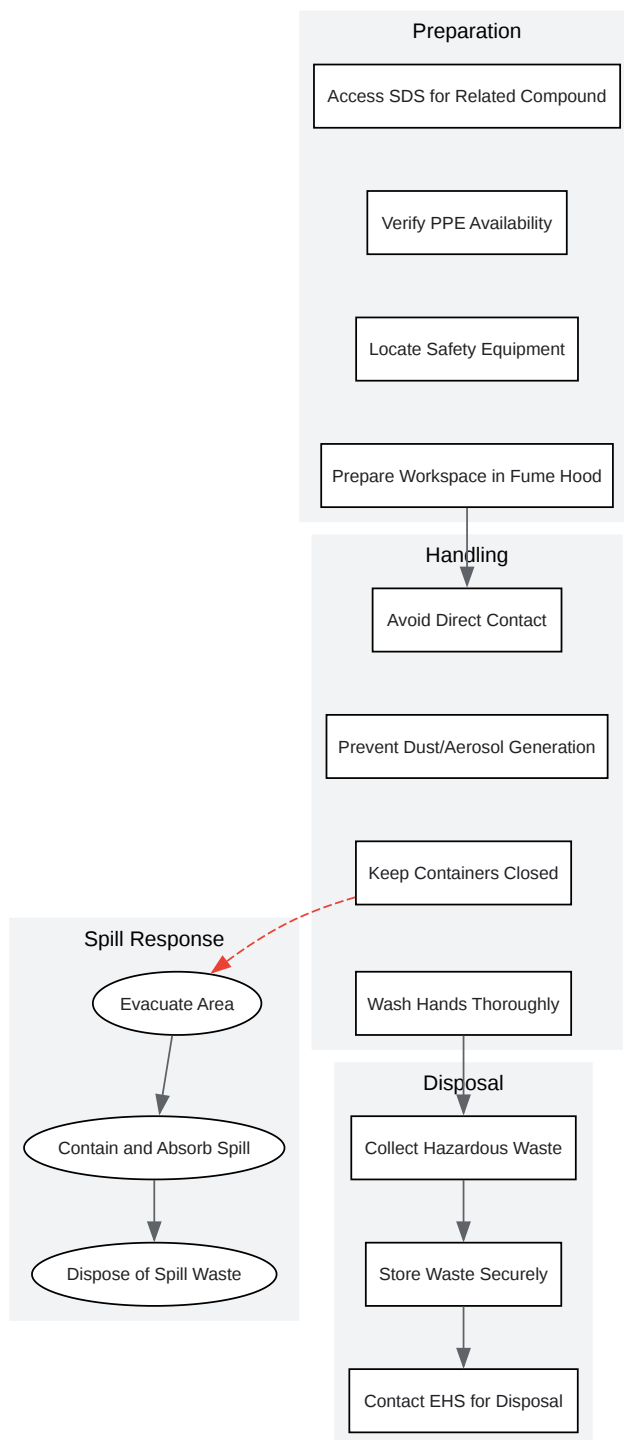 Preparation
Access SDS for Related Compound
Verify PPE Availability
Locate Safety Equipment
Prepare Workspace in Fume Hood
Handling
Avoid Direct Contact
Prevent Dust/Aerosol Generation
Keep Containers Closed
Wash Hands Thoroughly
Spill Response
Evacuate Area
Contain and Absorb Spill
Dispose of Spill Waste
Disposal
Collect Hazardous Waste
Store Waste Securely
Contact EHS for Disposal